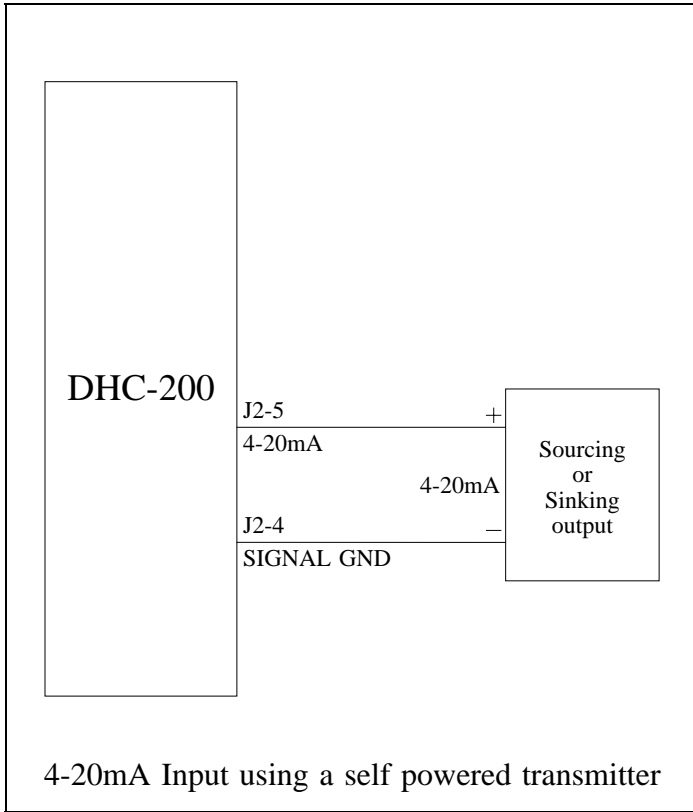 DHC-200
J2-5
+
4-20mA
Sourcing
or
Sinking
output
4-20mA
J2-4
−
SIGNAL GND
4-20mA Input using a self powered transmitter